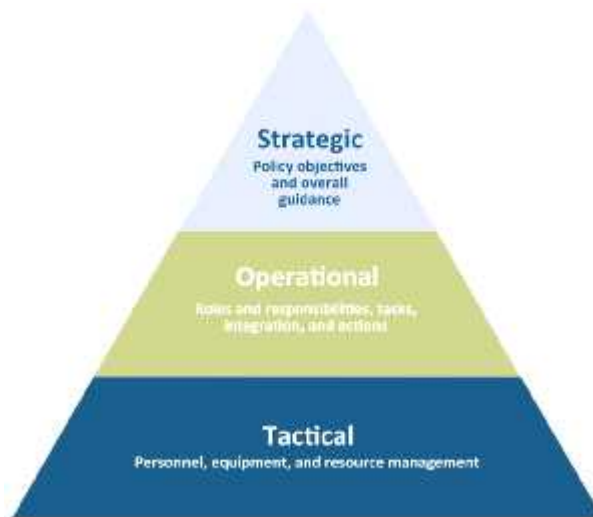 Strategic
Policy objectives
and overall
guidance
Operational
Roles and responsibilities, tasks,
integration, and actions
Tactical
Personnel, equipment, and resource management